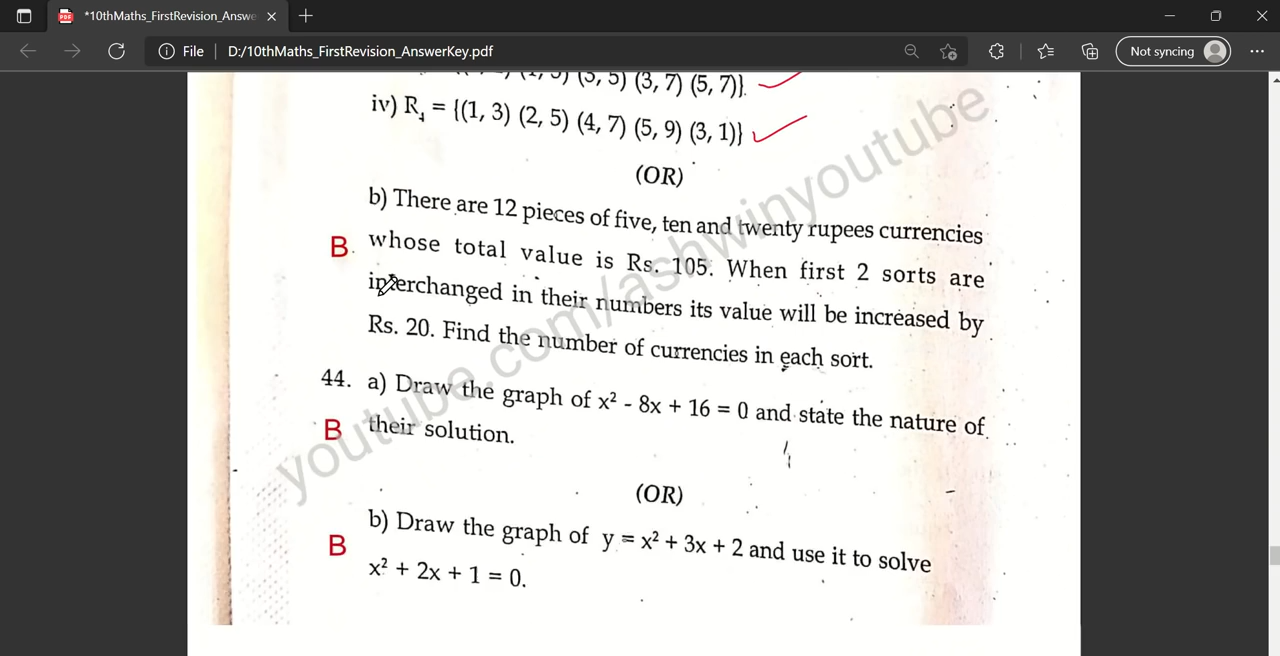 *10thMaths_FirstRevision_Answe
File D:/10thMaths_FirstRevision_AnswerKey.pdf Not syncing
(3, 5) (3, 7) (5, 7)}
iv) R₄ = {(1, 3) (2, 5) (4, 7) (5, 9) (3, 1)}
(OR)
b) There are 12 pieces of five, ten and twenty rupees currencies
B whose total value is Rs. 105. When first 2 sorts are
interchanged in their numbers its value will be increased by
Rs. 20. Find the number of currencies in each sort.
44. a) Draw the graph of x² - 8x + 16 = 0 and state the nature of
B their solution.
(OR)
b) Draw the graph of y = x² + 3x + 2 and use it to solve
B
x² + 2x + 1 = 0.
youtube.com/ashwinyoutube